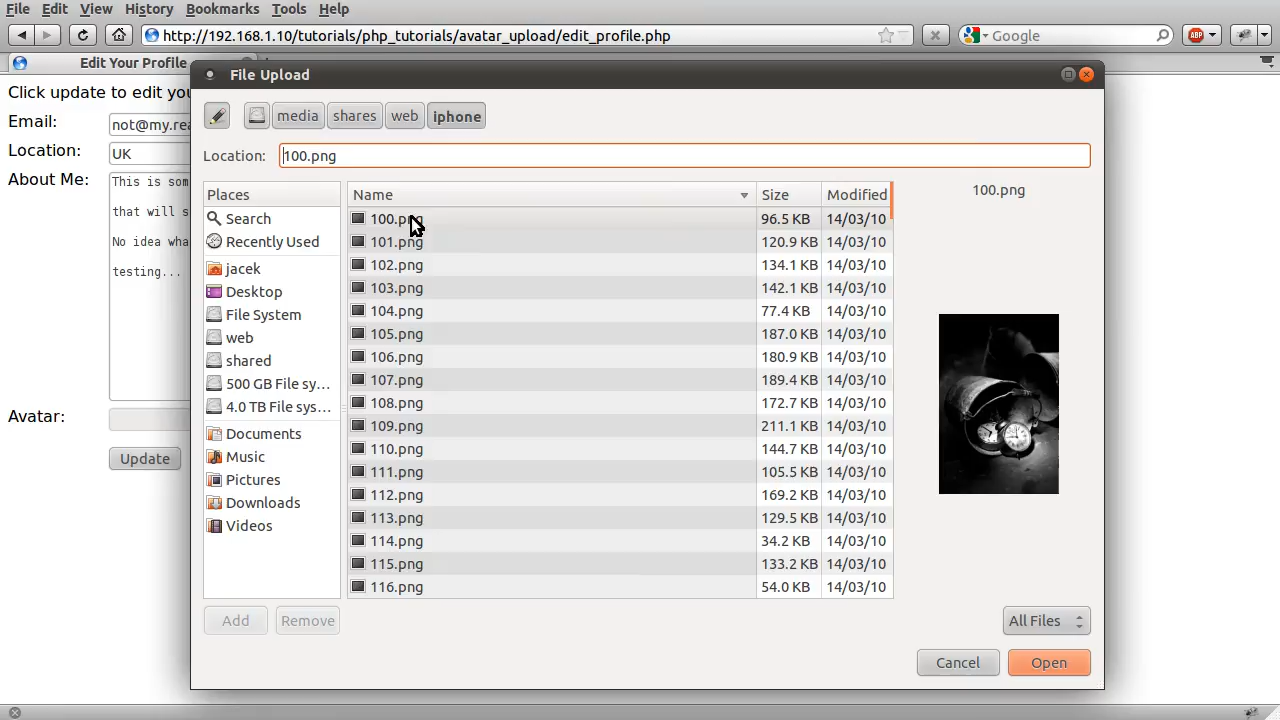 File Edit View History Bookmarks Tools Help
http://192.168.1.10/tutorials/php_tutorials/avatar_upload/edit_profile.php
Google
ABP
Edit Your Profile
File Upload
Click update to edit you
media shares web iphone
Email: not@my.rea
Location: UK
Location: 100.png
About Me: This is som
that will s
No idea wha
testing...
Avatar:
Update
Places
Search
Recently Used
jacek
Desktop
File System
web
shared
500 GB File sy...
4.0 TB File sys...
Documents
Music
Pictures
Downloads
Videos
Name Size Modified
100.png 96.5 KB 14/03/10
101.png 120.9 KB 14/03/10
102.png 134.1 KB 14/03/10
103.png 142.1 KB 14/03/10
104.png 77.4 KB 14/03/10
105.png 187.0 KB 14/03/10
106.png 180.9 KB 14/03/10
107.png 189.4 KB 14/03/10
108.png 172.7 KB 14/03/10
109.png 211.1 KB 14/03/10
110.png 144.7 KB 14/03/10
111.png 105.5 KB 14/03/10
112.png 169.2 KB 14/03/10
113.png 129.5 KB 14/03/10
114.png 34.2 KB 14/03/10
115.png 133.2 KB 14/03/10
116.png 54.0 KB 14/03/10
100.png
Add Remove
All Files
Cancel Open